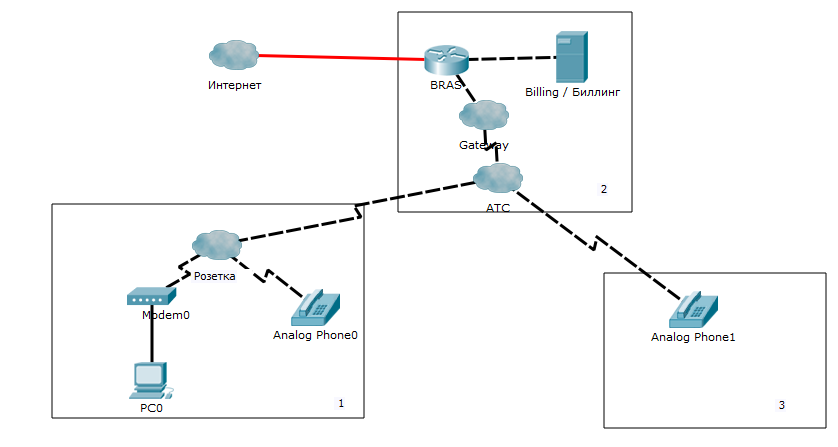 Интернет
BRAS
Billing / Биллинг
Gateway
АТС
2
Розетка
Modem0
Analog Phone0
PC0
1
Analog Phone1
3